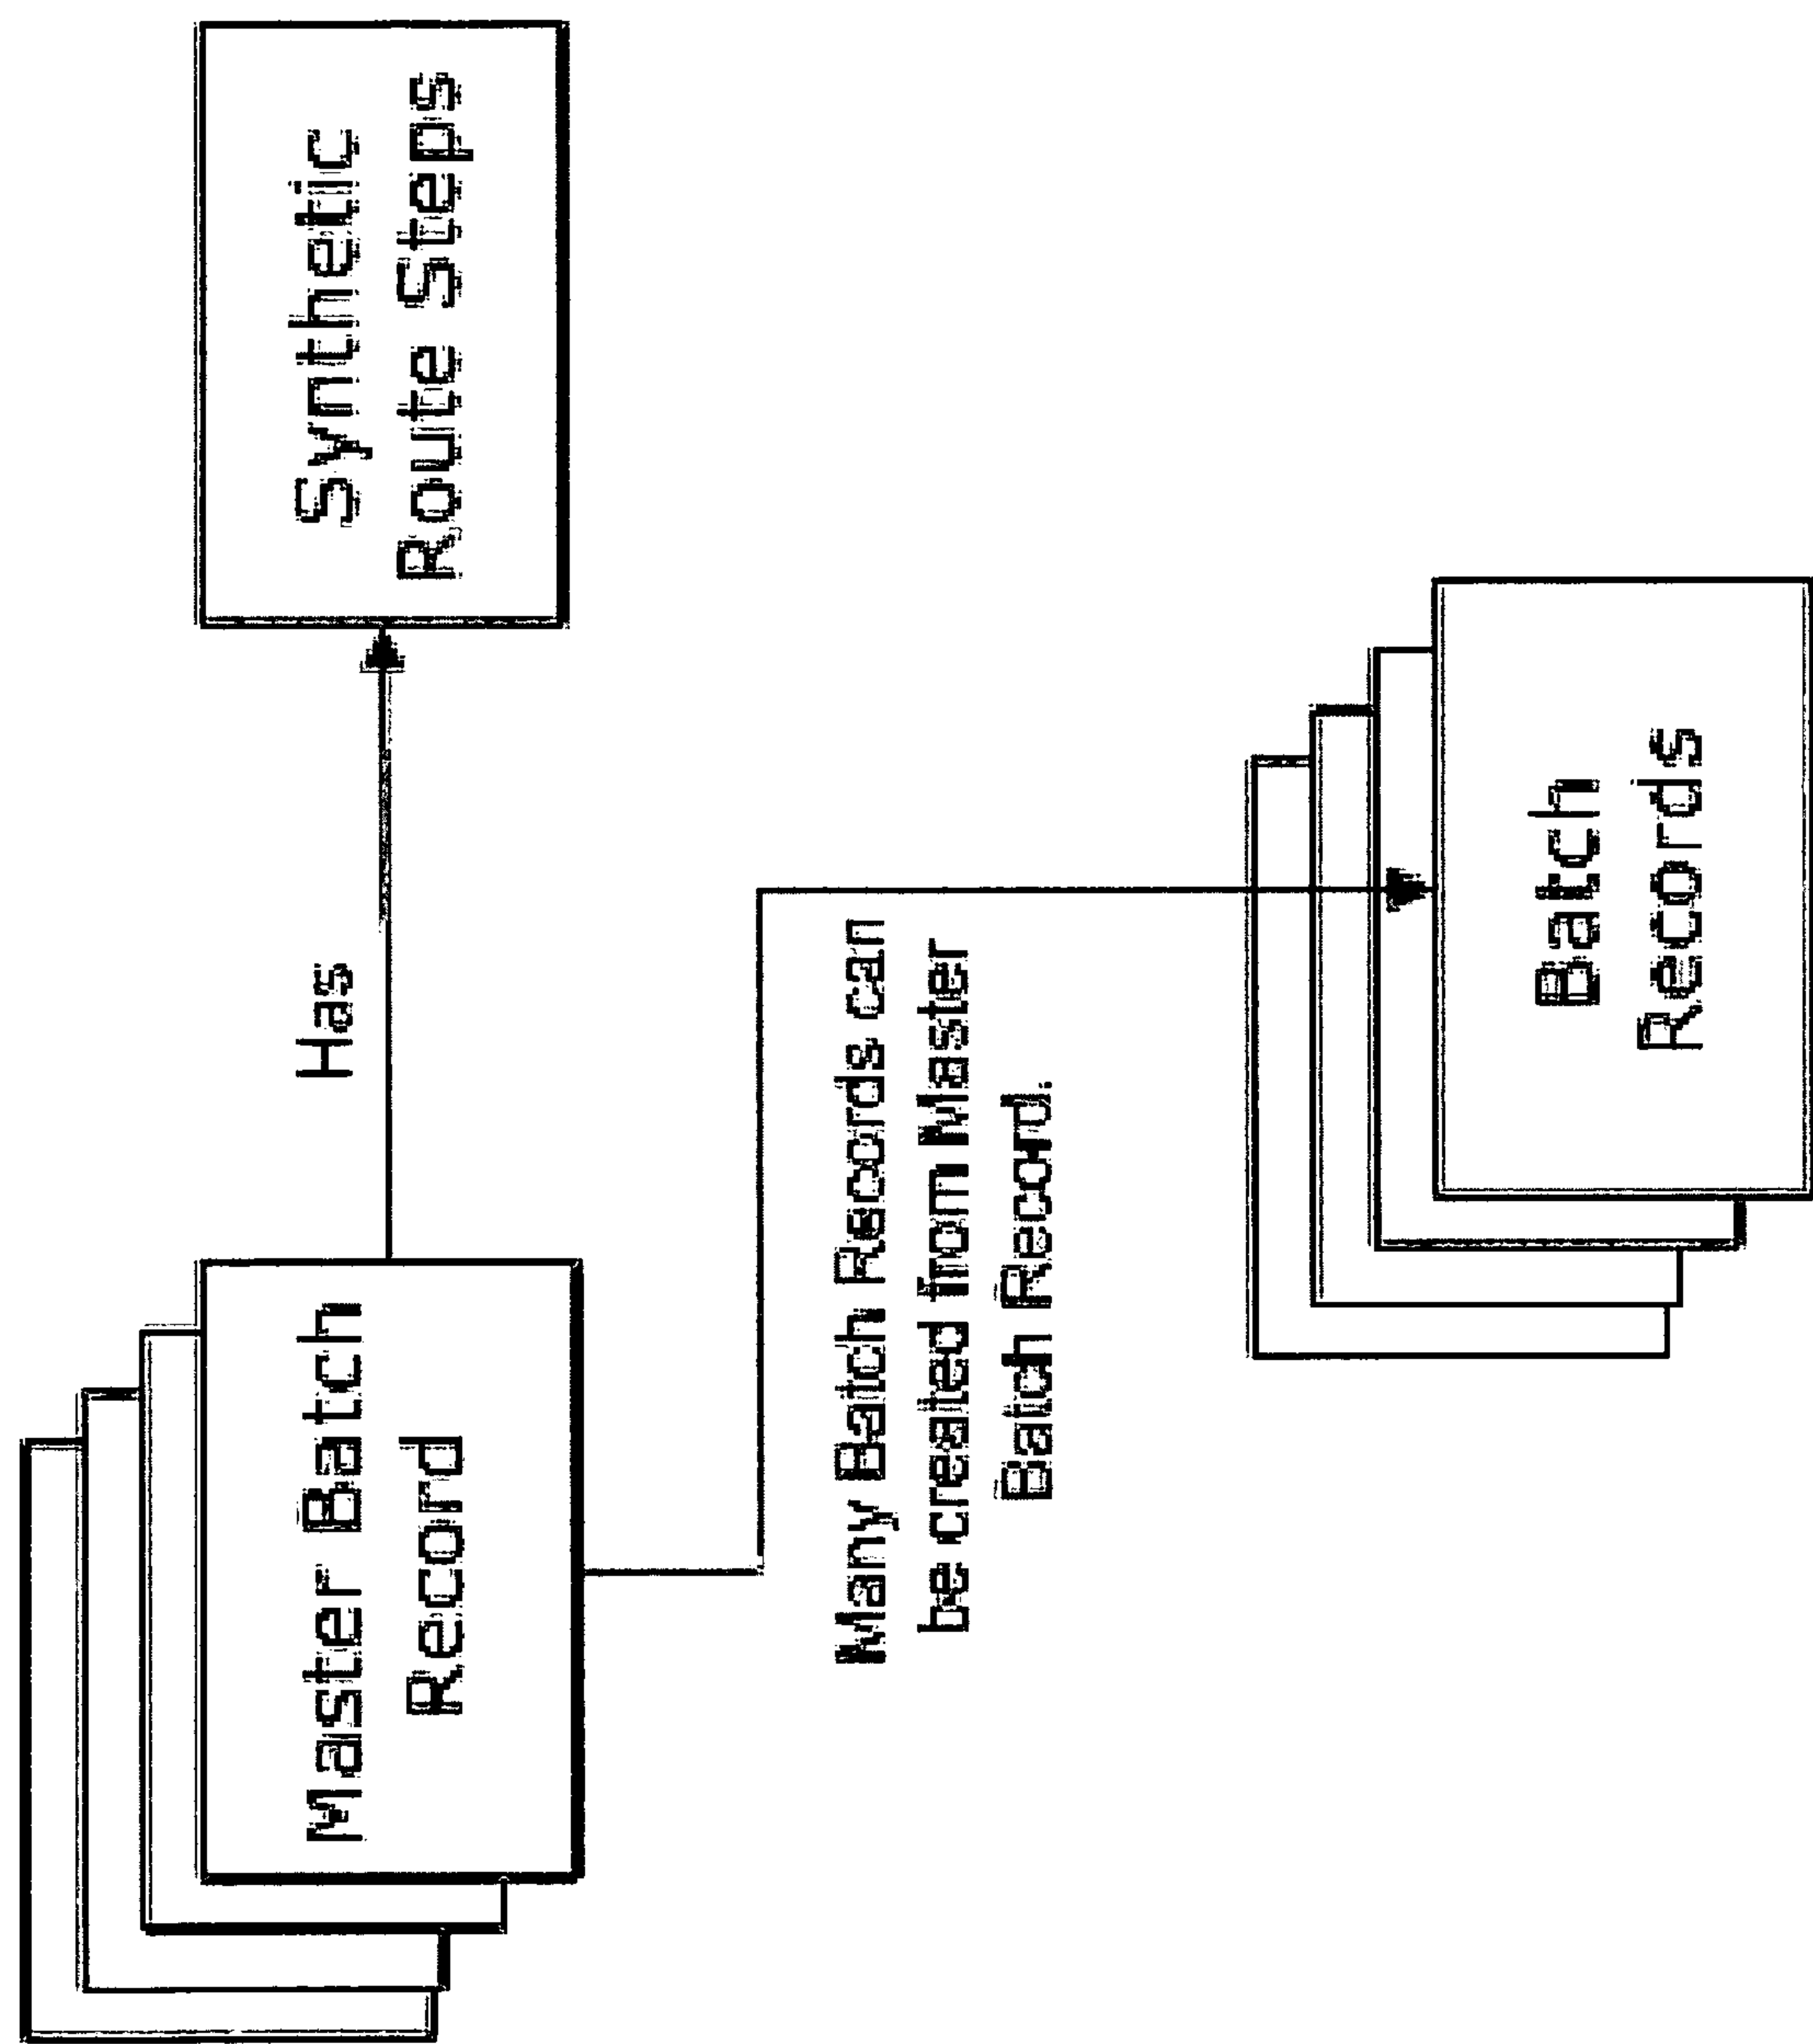 Master Batch
Record
Has
Synthetic
Route Steps
Many Batch Records can
be created from Master
Batch Record.
Batch
Records